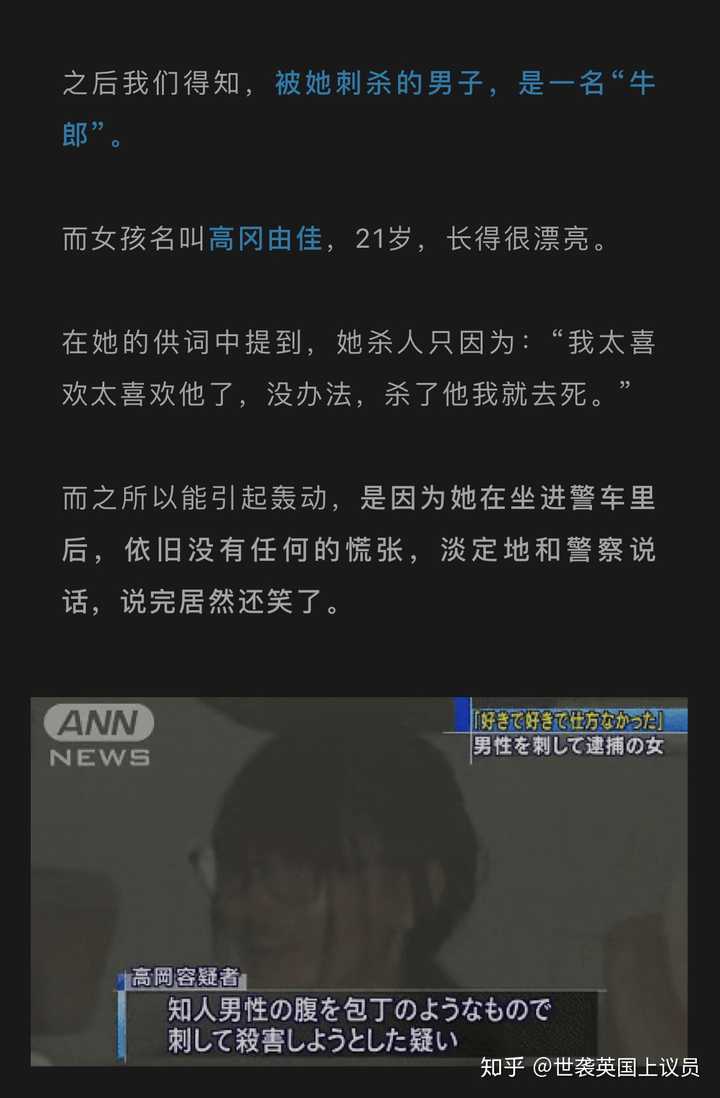 之后我们得知，被她刺杀的男子，是一名“牛
郎”。
而女孩名叫高冈由佳，21岁，长得很漂亮。
在她的供词中提到，她杀人只因为：“我太喜
欢太喜欢他了，没办法，杀了他我就去死。”
而之所以能引起轰动，是因为她在坐进警车里
后，依旧没有任何的慌张，淡定地和警察说
话，说完居然还笑了。
ANN
NEWS
「好きで好きで仕方なかった」
男性を刺して逮捕の女
高岡容疑者
知人男性の腹を包丁のようなもので
刺して殺害しようとした疑い
知乎 @世袭英国上议员